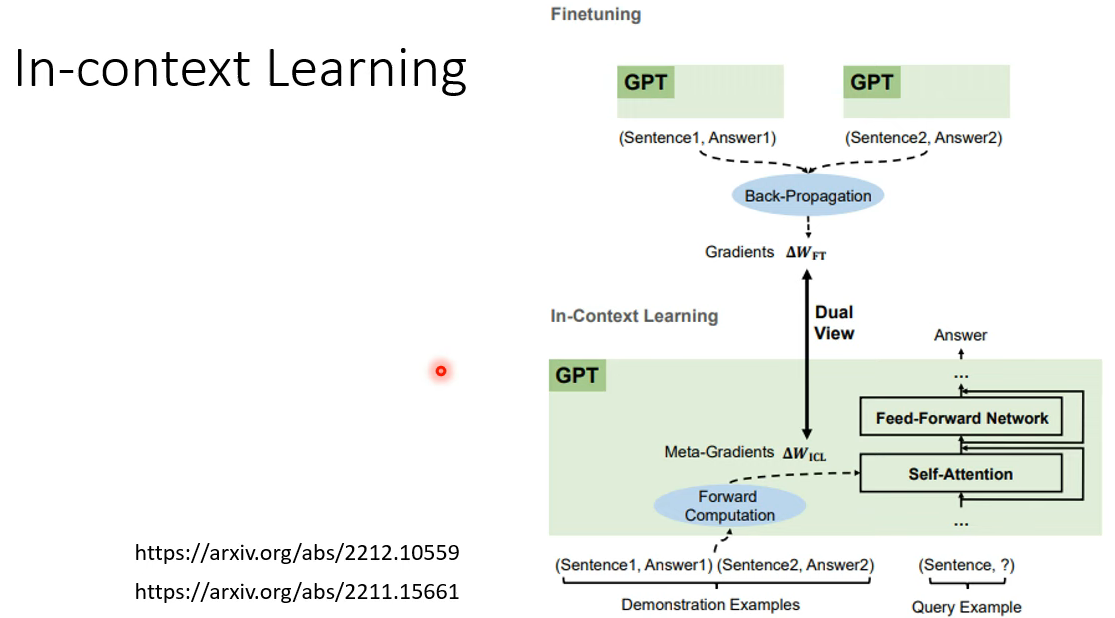 In-context Learning
https://arxiv.org/abs/2212.10559
https://arxiv.org/abs/2211.15661
Finetuning
GPT
GPT
(Sentence1, Answer1)
(Sentence2, Answer2)
Back-Propagation
Gradients ΔW_FT
Dual
View
In-Context Learning
Answer
GPT
...
Feed-Forward Network
Meta-Gradients ΔW_ICL
Self-Attention
Forward
Computation
...
(Sentence1, Answer1) (Sentence2, Answer2)
(Sentence, ?)
Demonstration Examples
Query Example